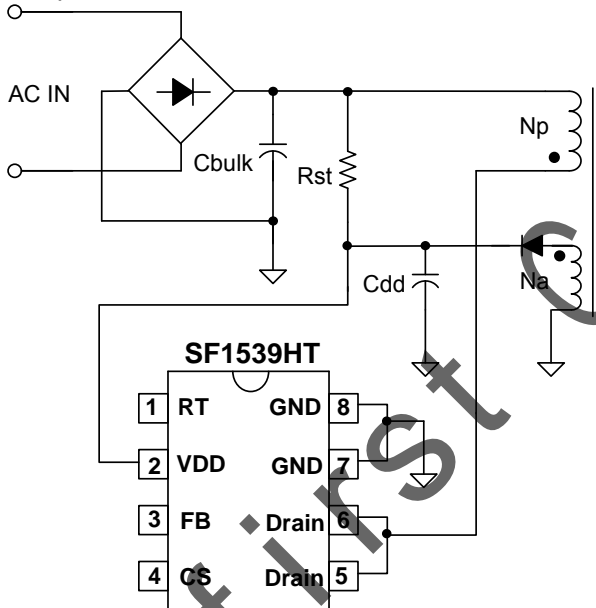 AC IN
Np
Cbulk
Rst
Na
Cdd
SF1539HT
1 RT GND 8
2 VDD GND 7
3 FB Drain 6
4 CS Drain 5
first C